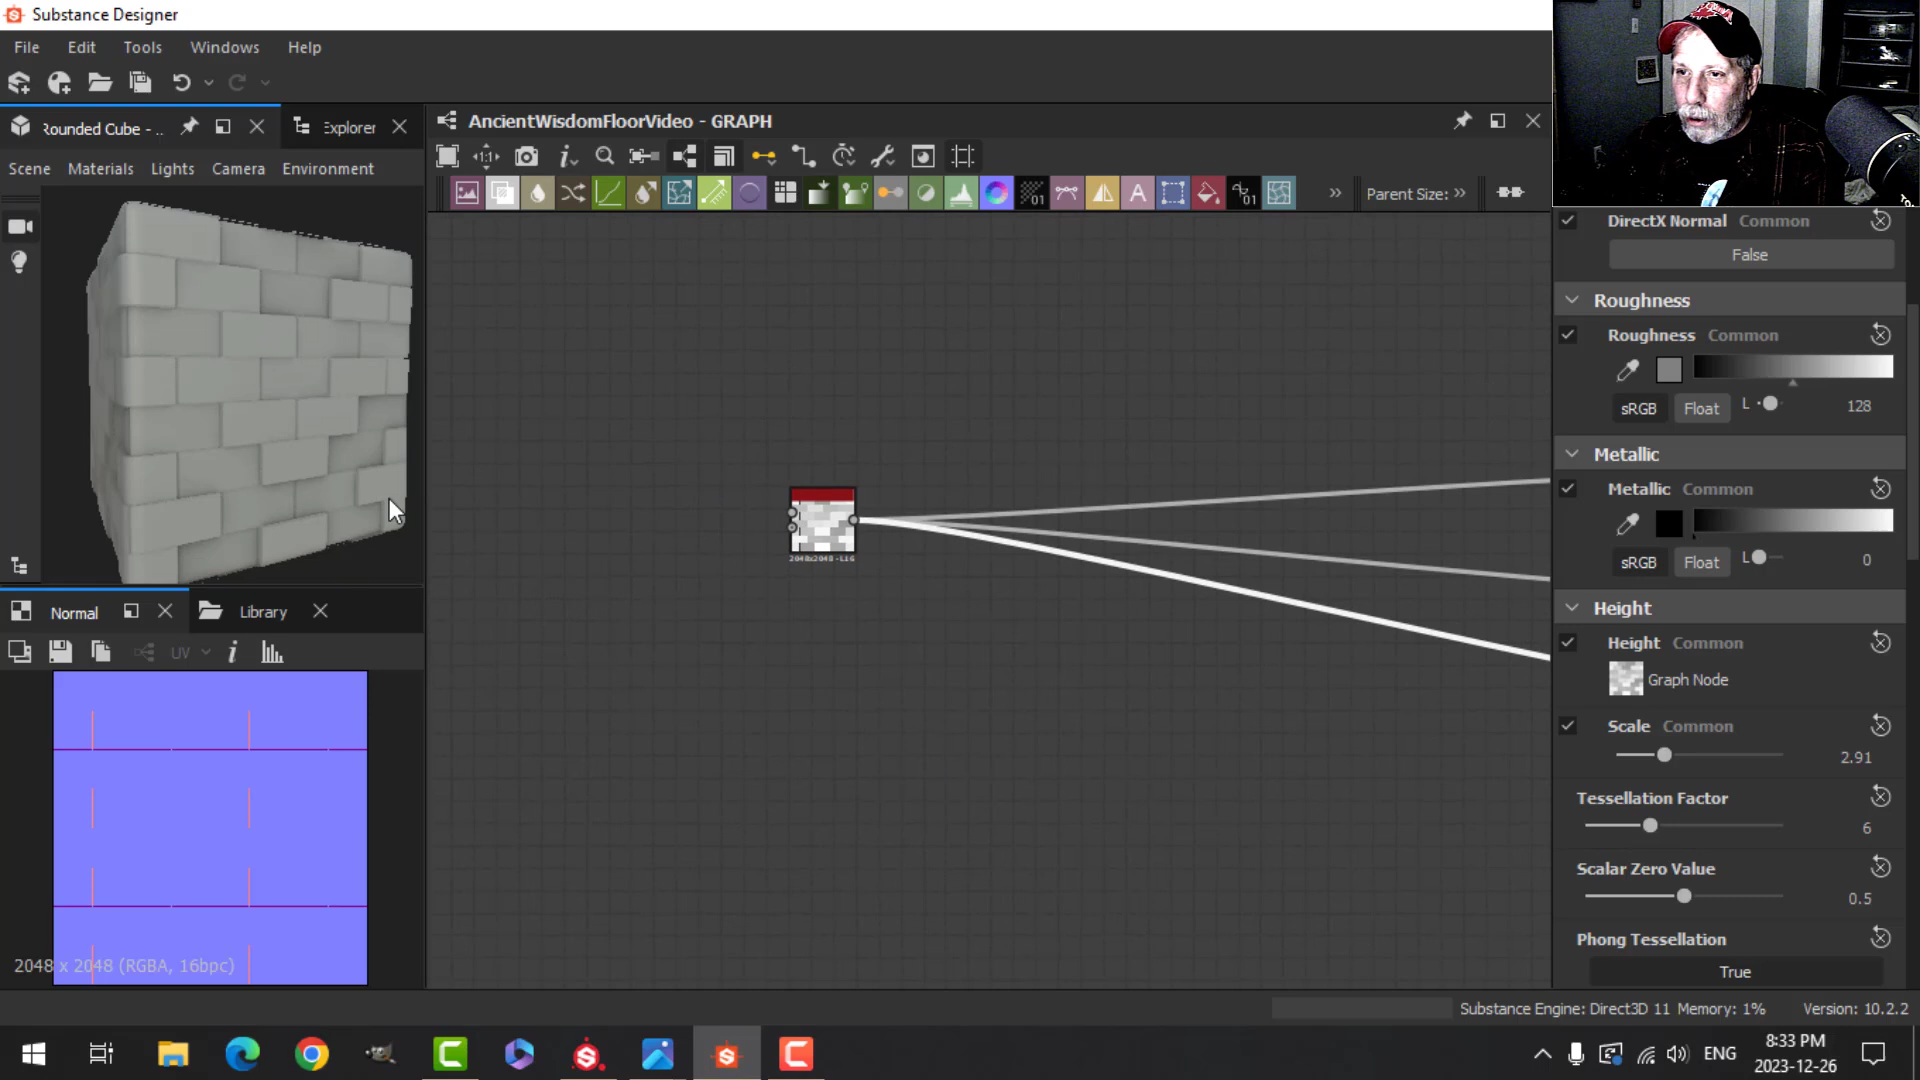 Substance Designer
File Edit Tools Windows Help
Rounded Cube - ..
Explorer
AncientWisdomFloorVideo - GRAPH
Scene Materials Lights Camera Environment
Parent Size:
DirectX Normal Common
False
Roughness
Roughness Common
sRGB Float L 128
Metallic
Metallic Common
sRGB Float L 0
Height
Height Common
Graph Node
Scale Common
2.91
Tessellation Factor
6
Scalar Zero Value
0.5
Phong Tessellation
True
2048x2048 - L16
Normal
Library
UV
2048 x 2048 (RGBA, 16bpc)
Substance Engine: Direct3D 11 Memory: 1% Version: 10.2.2
ENG
8:33 PM
2023-12-26